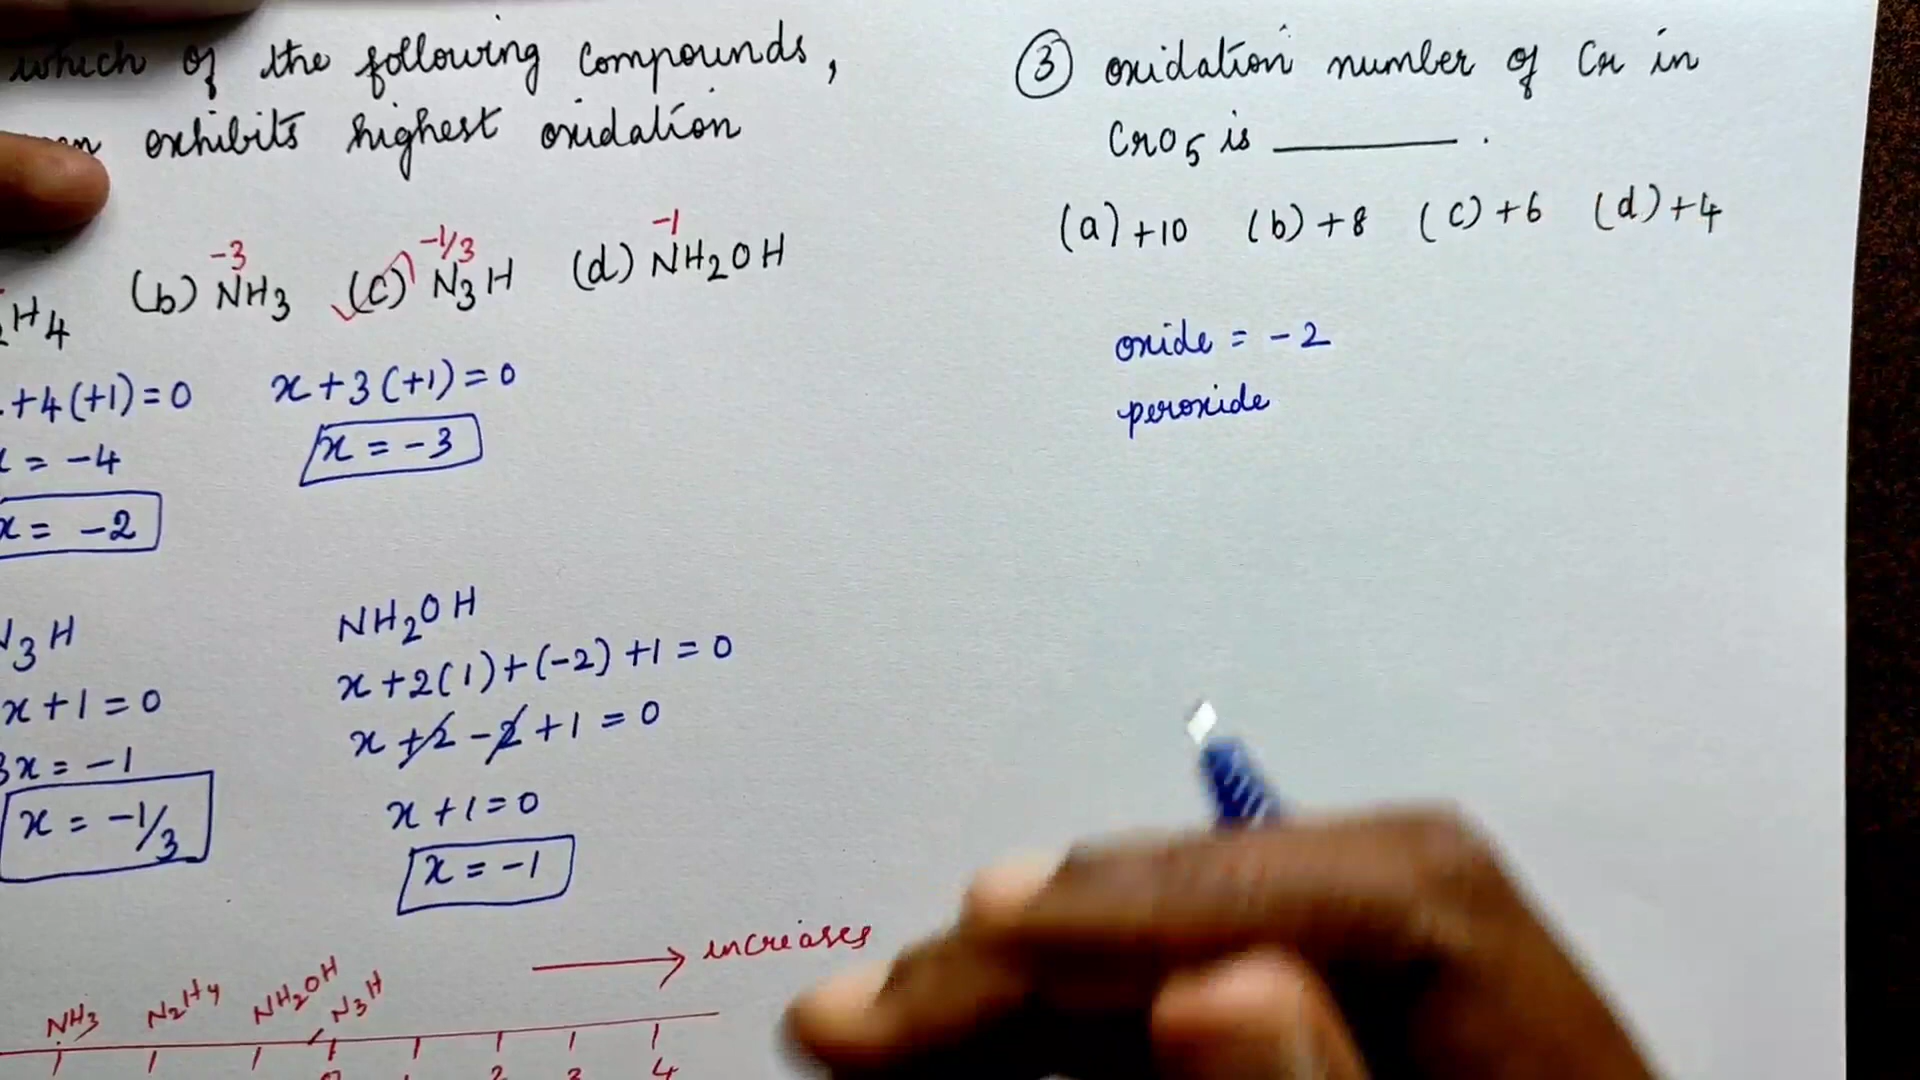 which of the following compounds,
exhibits highest oxidation
-3 -1/3 -1
H4 (b) NH3 (c) N3H (d) NH2OH
+4(+1)=0 x+3(+1)=0
= -4 x = -3
x = -2
N3H NH2OH
x+1=0 x+2(1)+(-2)+1=0
3x = -1 x+2-2+1=0
x = -1/3 x+1=0
x = -1
increases
NH3 N2H4 NH2OH N3H
2 3 4
③ oxidation number of Cr in
CrO5 is ______ .
(a) +10 (b) +8 (c) +6 (d) +4
oxide = -2
peroxide